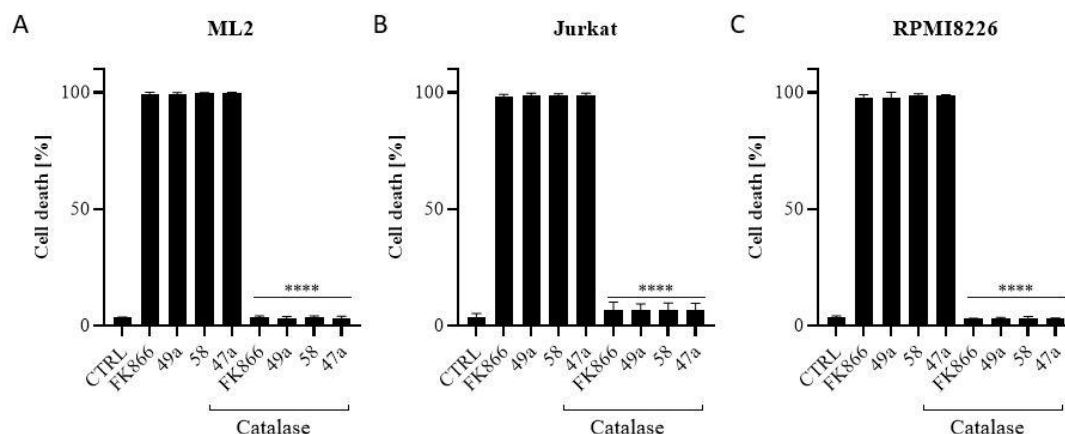 A
ML2
Cell death [%]
100
50
0
CTRL
FK866
49a
58
47a
FK866
49a
58
47a
****
Catalase
B
Jurkat
Cell death [%]
100
50
0
CTRL
FK866
49a
58
47a
FK866
49a
58
47a
****
Catalase
C
RPMI8226
Cell death [%]
100
50
0
CTRL
FK866
49a
58
47a
FK866
49a
58
47a
****
Catalase